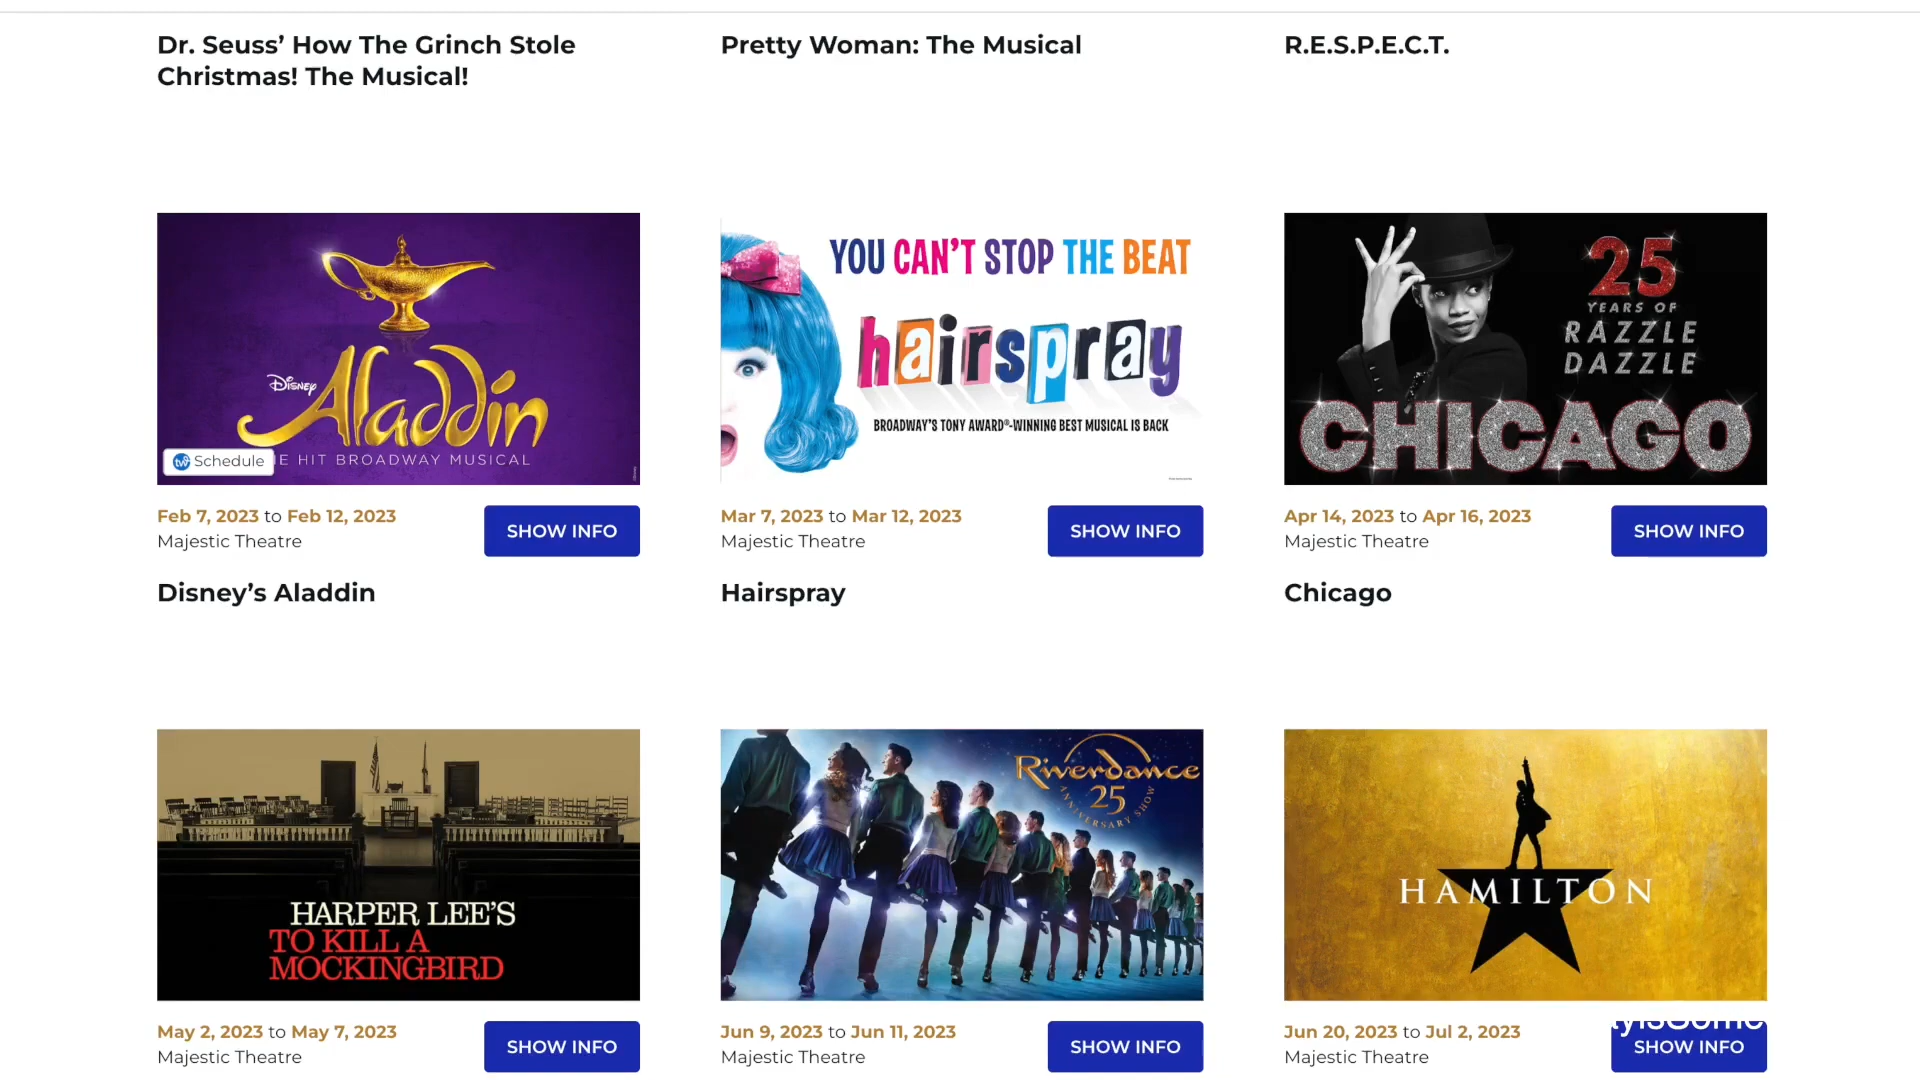 Dr. Seuss’ How The Grinch Stole
Christmas! The Musical!
Pretty Woman: The Musical
R.E.S.P.E.C.T.
Disney
Aladdin
HIT BROADWAY MUSICAL
tv Schedule
YOU CAN'T STOP THE BEAT
hairspray
BROADWAY'S TONY AWARD®-WINNING BEST MUSICAL IS BACK
25
YEARS OF
RAZZLE
DAZZLE
CHICAGO
Feb 7, 2023 to Feb 12, 2023
Majestic Theatre
SHOW INFO
Disney’s Aladdin
Mar 7, 2023 to Mar 12, 2023
Majestic Theatre
SHOW INFO
Hairspray
Apr 14, 2023 to Apr 16, 2023
Majestic Theatre
SHOW INFO
Chicago
HARPER LEE'S
TO KILL A
MOCKINGBIRD
Riverdance
25
ANNIVERSARY SHOW
HAMILTON
May 2, 2023 to May 7, 2023
Majestic Theatre
SHOW INFO
Jun 9, 2023 to Jun 11, 2023
Majestic Theatre
SHOW INFO
Jun 20, 2023 to Jul 2, 2023
Majestic Theatre
SHOW INFO